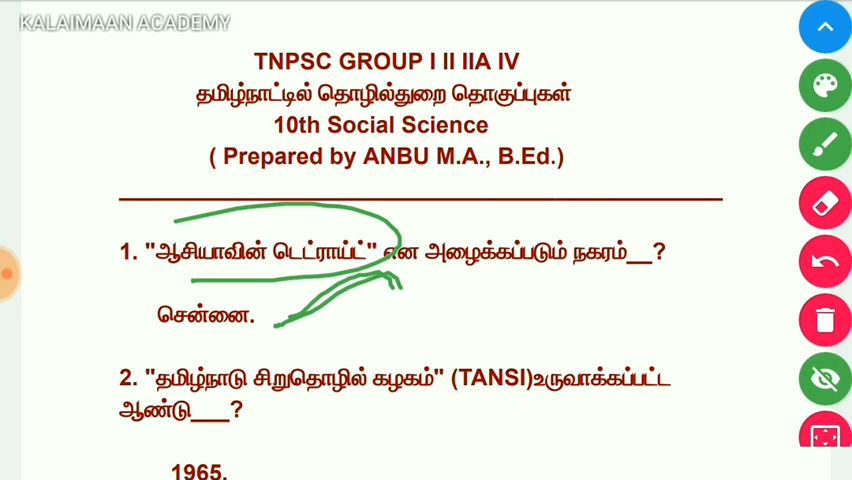 KALAIMAAN ACADEMY
TNPSC GROUP I II IIA IV
தமிழ்நாட்டில் தொழில்துறை தொகுப்புகள்
10th Social Science
( Prepared by ANBU M.A., B.Ed.)
1. "ஆசியாவின் டெட்ராய்ட்" என அழைக்கப்படும் நகரம்__?
சென்னை.
2. "தமிழ்நாடு சிறுதொழில் கழகம்" (TANSI)உருவாக்கப்பட்ட
ஆண்டு___?
1965.